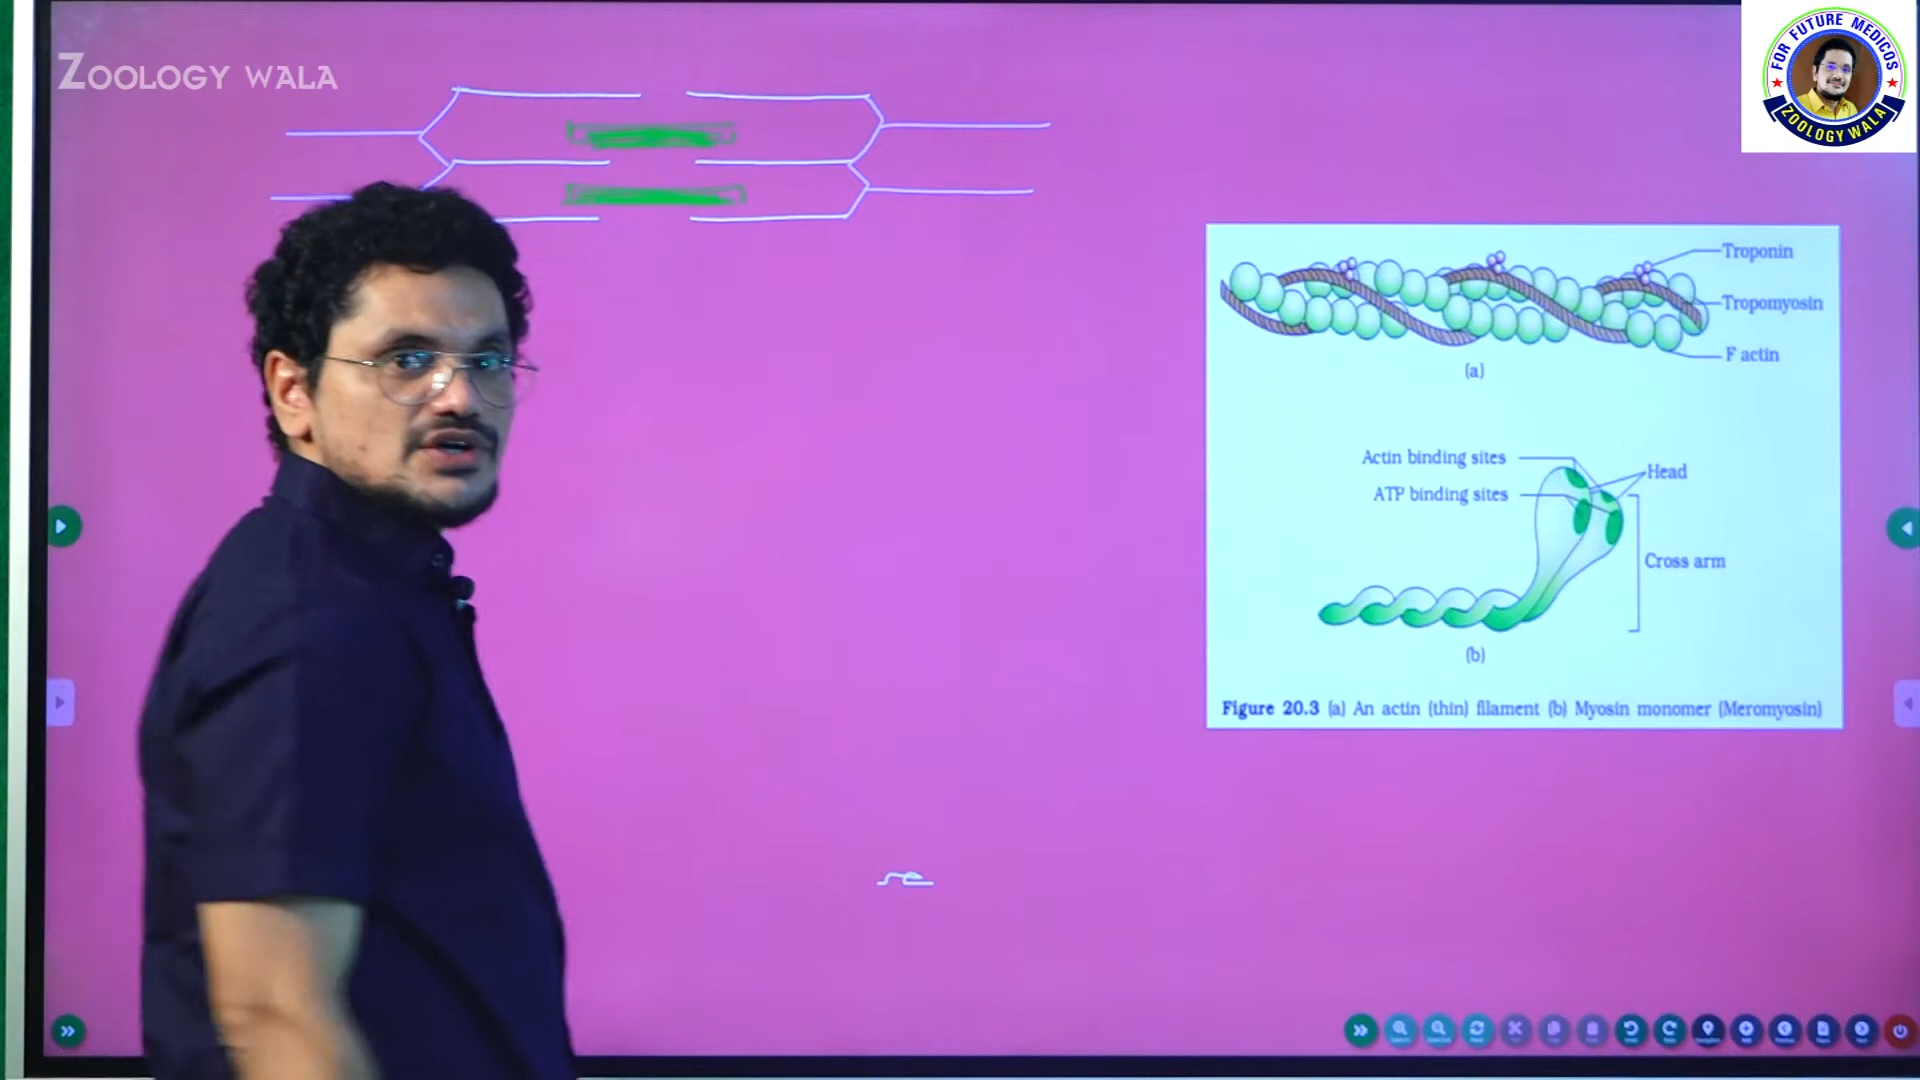 ZOOLOGY WALA
FOR FUTURE MEDICOS
ZOOLOGY WALA
Troponin
Tropomyosin
F actin
(a)
Actin binding sites
Head
ATP binding sites
Cross arm
(b)
Figure 20.3 (a) An actin (thin) filament (b) Myosin monomer (Meromyosin)